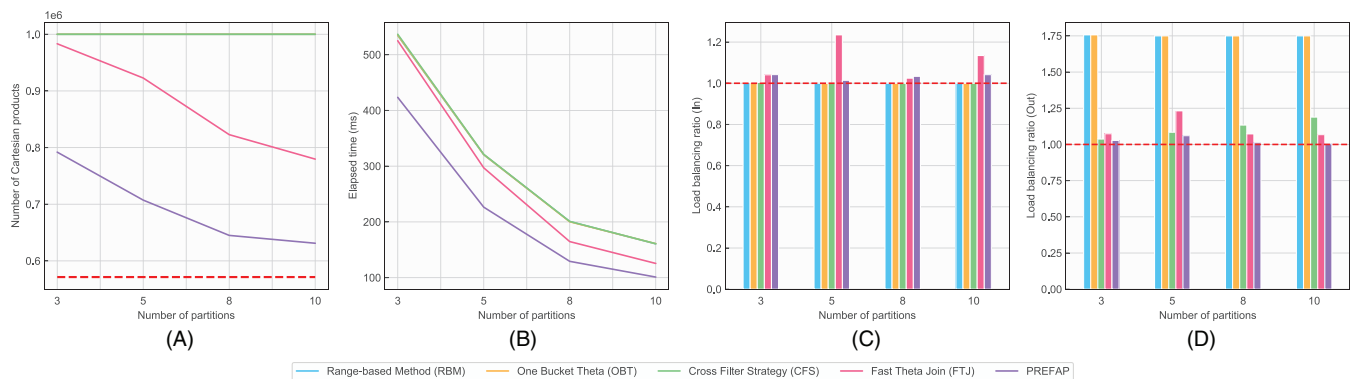 1e6
1.0
0.9
0.8
0.7
0.6
Number of Cartesian products
3 5 8 10
Number of partitions
(A)
500
400
300
200
100
Elapsed time (ms)
3 5 8 10
Number of partitions
(B)
1.2
1.0
0.8
0.6
0.4
0.2
0.0
Load balancing ratio (In)
3 5 8 10
Number of partitions
(C)
1.75
1.50
1.25
1.00
0.75
0.50
0.25
0.00
Load balancing ratio (Out)
3 5 8 10
Number of partitions
(D)
Range-based Method (RBM) One Bucket Theta (OBT) Cross Filter Strategy (CFS) Fast Theta Join (FTJ) PREFAP